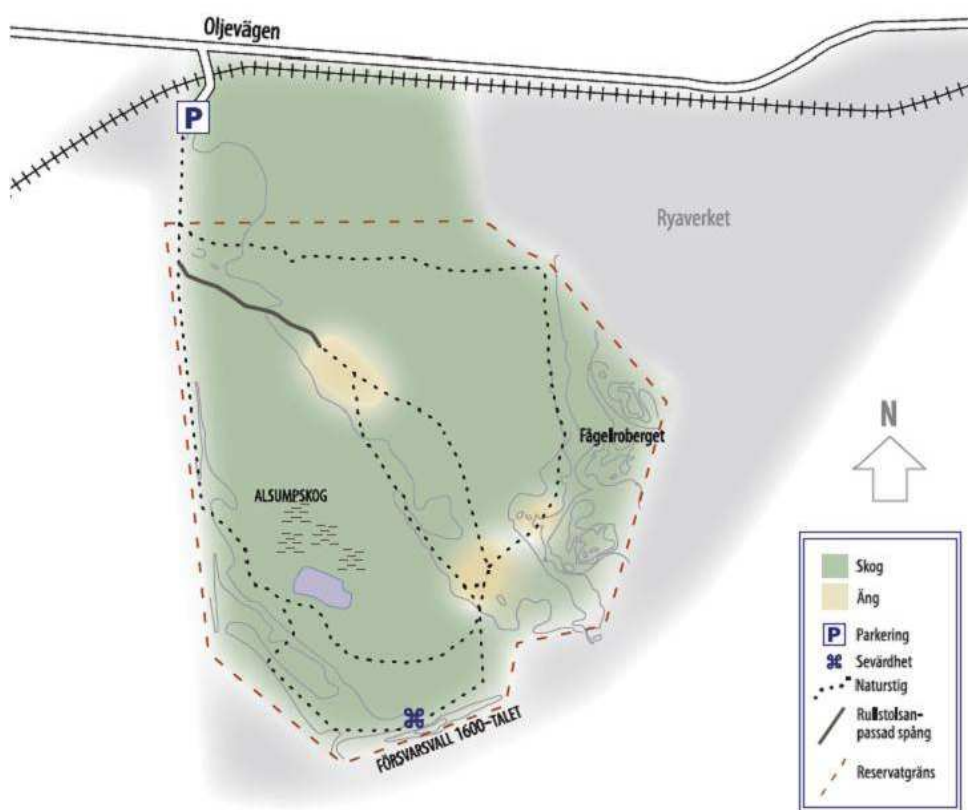 Oljevägen
P
Ryaverket
N
Fågelroberget
ALSUMPSKOG
FÖRSVARSVALL 1600-TALET
Skog
Äng
P Parkering
⌘ Sevärdhet
Naturstig
Rullstolsan-
passad spång
Reservatgräns